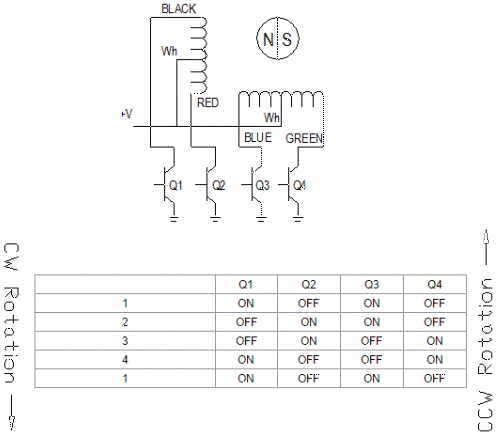 BLACK
Wh
N S
RED
+V
Wh
BLUE
GREEN
Q1 Q2 Q3 Q4
CW Rotation
CCW Rotation
Q1 Q2 Q3 Q4
1 ON OFF ON OFF
2 OFF ON ON OFF
3 OFF ON OFF ON
4 ON OFF OFF ON
1 ON OFF ON OFF